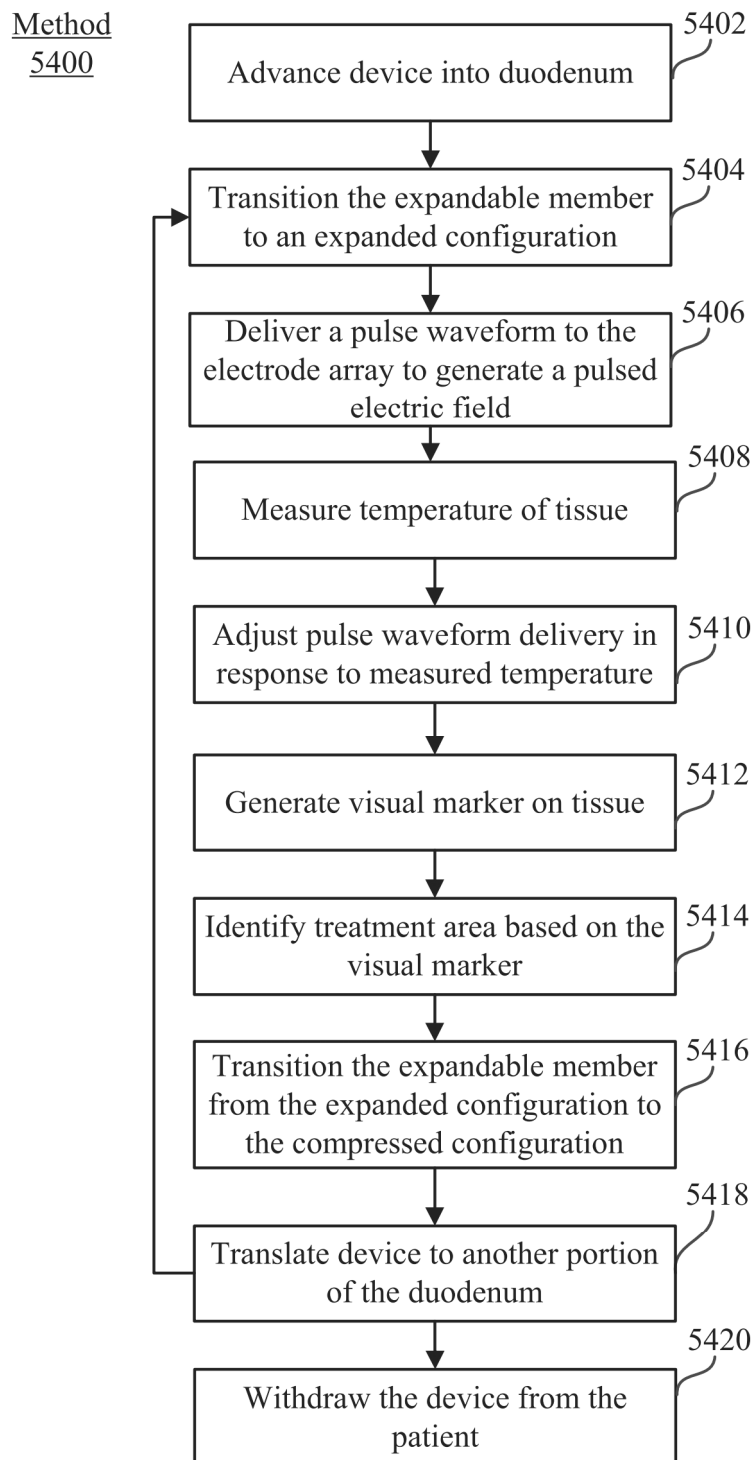 Method
5400
5402
Advance device into duodenum
5404
Transition the expandable member
to an expanded configuration
5406
Deliver a pulse waveform to the
electrode array to generate a pulsed
electric field
5408
Measure temperature of tissue
5410
Adjust pulse waveform delivery in
response to measured temperature
5412
Generate visual marker on tissue
5414
Identify treatment area based on the
visual marker
5416
Transition the expandable member
from the expanded configuration to
the compressed configuration
5418
Translate device to another portion
of the duodenum
5420
Withdraw the device from the
patient